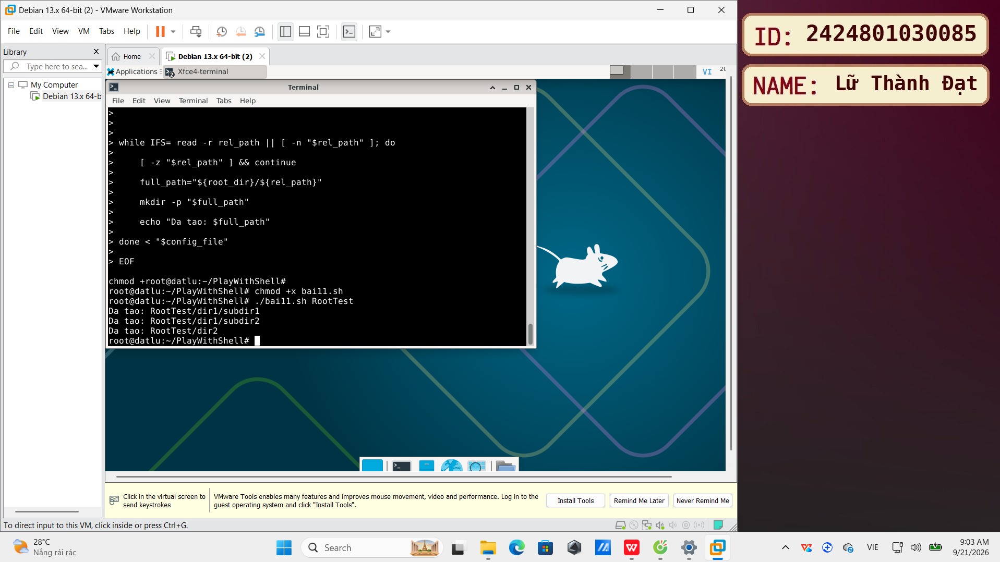 Debian 13.x 64-bit (2) - VMware Workstation
File Edit View VM Tabs Help
Library
Type here to sea...
My Computer
Debian 13.x 64-b
Home
Debian 13.x 64-bit (2)
Applications
2 Xfce4-terminal
VI
20
Terminal
File Edit View Terminal Tabs Help
>
>
>
> while IFS= read -r rel_path || [ -n "$rel_path" ]; do
>
>     [ -z "$rel_path" ] && continue
>
>     full_path="${root_dir}/${rel_path}"
>
>     mkdir -p "$full_path"
>
>     echo "Da tao: $full_path"
>
> done < "$config_file"
>
> EOF
chmod +root@datlu:~/PlayWithShell#
root@datlu:~/PlayWithShell# chmod +x bai11.sh
root@datlu:~/PlayWithShell# ./bai11.sh RootTest
Da tao: RootTest/dir1/subdir1
Da tao: RootTest/dir1/subdir2
Da tao: RootTest/dir2
root@datlu:~/PlayWithShell#
Click in the virtual screen to
send keystrokes
VMware Tools enables many features and improves mouse movement, video and performance. Log in to the
guest operating system and click "Install Tools".
Install Tools
Remind Me Later
Never Remind Me
To direct input to this VM, click inside or press Ctrl+G.
ID: 2424801030085
NAME: Lữ Thành Đạt
28°C
Nắng rải rác
Search
VIE
9:03 AM
9/21/2026